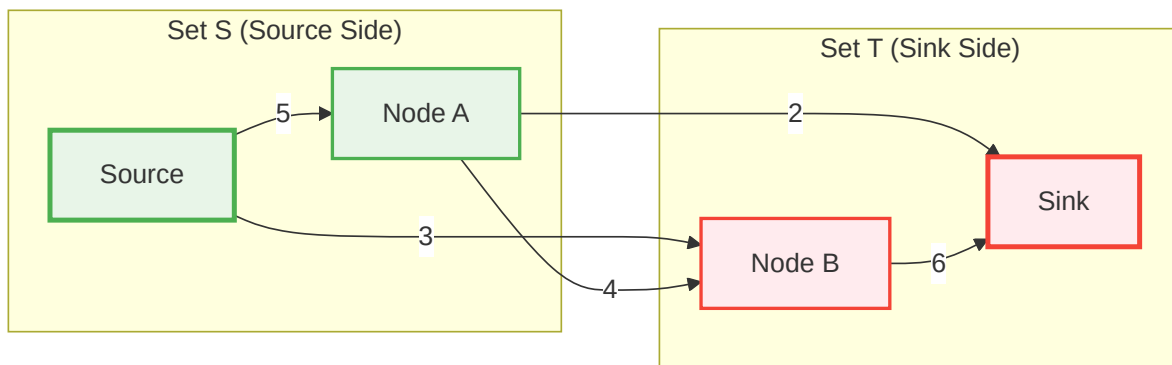 Set S (Source Side)
Set T (Sink Side)
5
Node A
2
Source
Sink
3
Node B
6
4